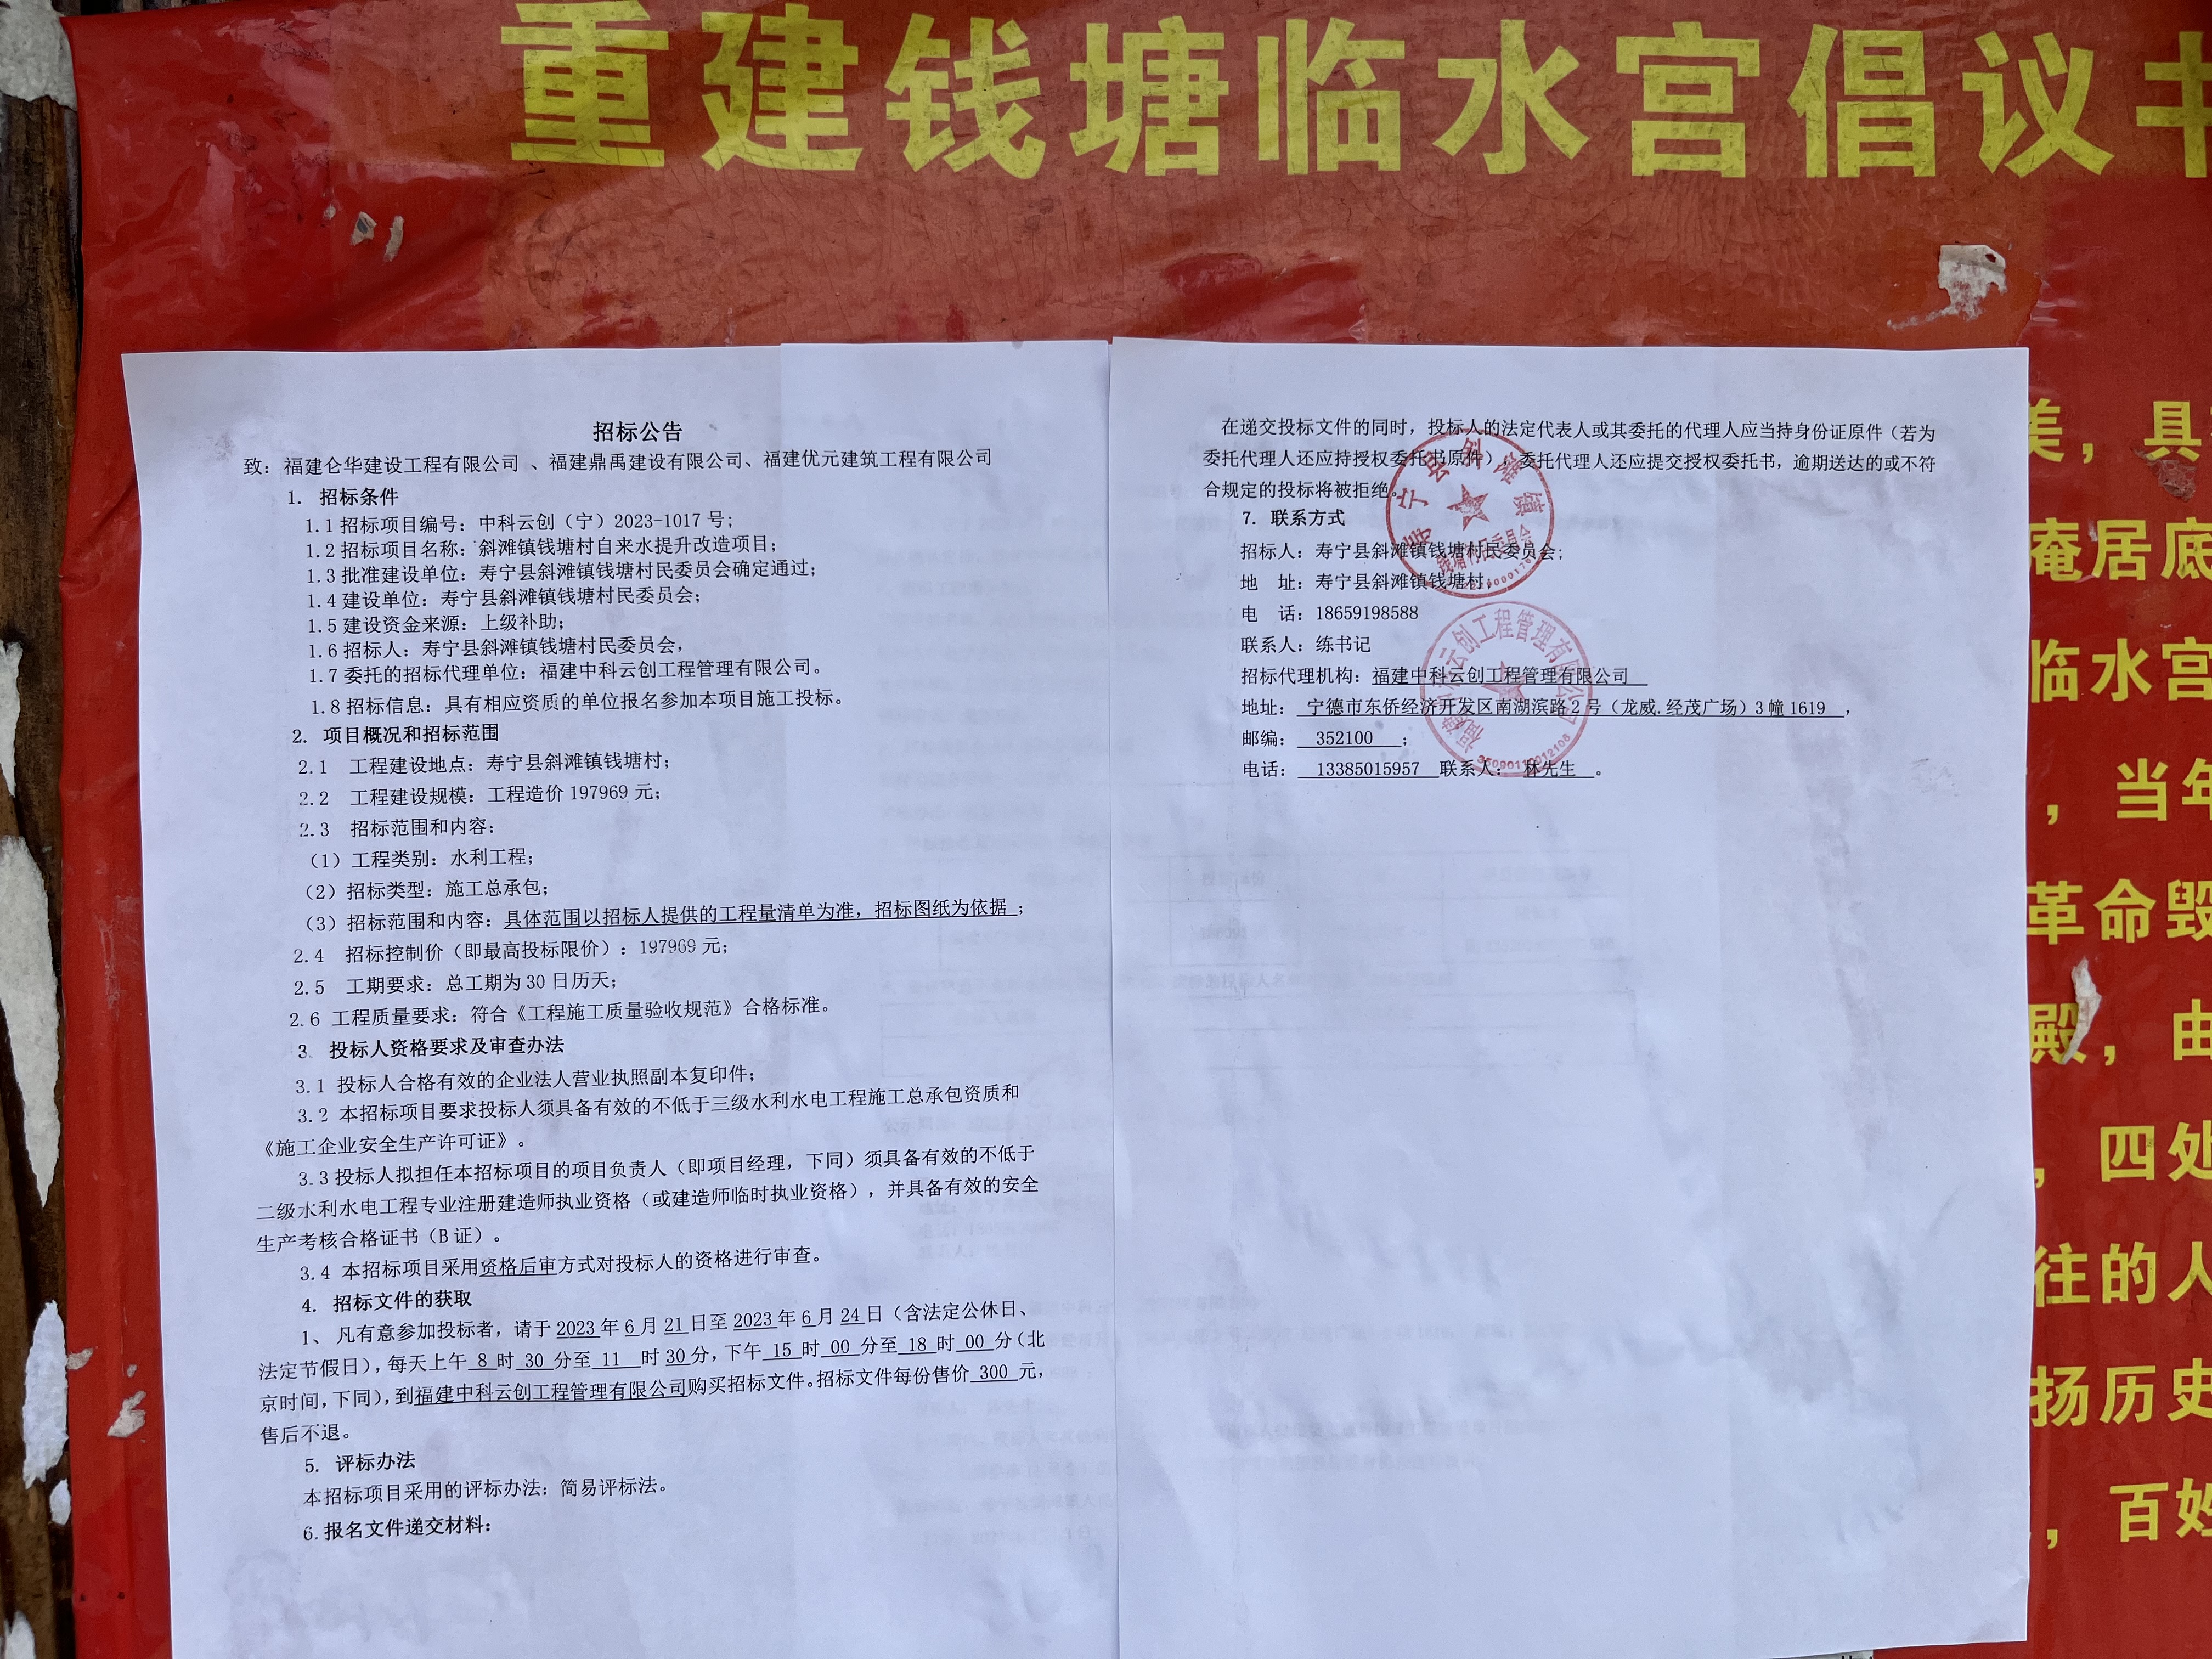 重建钱塘临水宫倡议书
招标公告
致：福建仑华建设工程有限公司 、福建鼎禹建设有限公司、福建优元建筑工程有限公司
1. 招标条件
1.1 招标项目编号：中科云创（宁）2023-1017 号；
1.2 招标项目名称：斜滩镇钱塘村自来水提升改造项目；
1.3 批准建设单位：寿宁县斜滩镇钱塘村民委员会确定通过；
1.4 建设单位：寿宁县斜滩镇钱塘村民委员会；
1.5 建设资金来源：上级补助；
1.6 招标人：寿宁县斜滩镇钱塘村民委员会，
1.7 委托的招标代理单位：福建中科云创工程管理有限公司。
1.8 招标信息：具有相应资质的单位报名参加本项目施工投标。
2. 项目概况和招标范围
2.1 工程建设地点：寿宁县斜滩镇钱塘村；
2.2 工程建设规模：工程造价 197969 元；
2.3 招标范围和内容：
（1）工程类别：水利工程；
（2）招标类型：施工总承包；
（3）招标范围和内容：具体范围以招标人提供的工程量清单为准，招标图纸为依据 ；
2.4 招标控制价（即最高投标限价）：197969 元；
2.5 工期要求：总工期为 30 日历天；
2.6 工程质量要求：符合《工程施工质量验收规范》合格标准。
3. 投标人资格要求及审查办法
3.1 投标人合格有效的企业法人营业执照副本复印件；
3.2 本招标项目要求投标人须具备有效的不低于三级水利水电工程施工总承包资质和
《施工企业安全生产许可证》。
3.3 投标人拟担任本招标项目的项目负责人（即项目经理，下同）须具备有效的不低于
二级水利水电工程专业注册建造师执业资格（或建造师临时执业资格），并具备有效的安全
生产考核合格证书（B 证）。
3.4 本招标项目采用资格后审方式对投标人的资格进行审查。
4. 招标文件的获取
1、 凡有意参加投标者，请于 2023 年 6 月 21 日至 2023 年 6 月 24 日（含法定公休日、
法定节假日），每天上午 8 时 30 分至 11 时 30 分，下午 15 时 00 分至 18 时 00 分（北
京时间，下同），到福建中科云创工程管理有限公司购买招标文件。招标文件每份售价 300 元，
售后不退。
5. 评标办法
本招标项目采用的评标办法：简易评标法。
6.报名文件递交材料：
在递交投标文件的同时，投标人的法定代表人或其委托的代理人应当持身份证原件（若为
委托代理人还应持授权委托书原件），委托代理人还应提交授权委托书，逾期送达的或不符
合规定的投标将被拒绝。
7. 联系方式
招标人：寿宁县斜滩镇钱塘村民委员会；
地 址：寿宁县斜滩镇钱塘村；
电 话：18659198588
联系人：练书记
招标代理机构：福建中科云创工程管理有限公司
地址： 宁德市东侨经济开发区南湖滨路 2 号（龙威.经茂广场）3 幢 1619 ，
邮编： 352100 ；
电话： 13385015957 联系人： 林先生 。
美，具
庵居底
临水宫
，当年
革命毁
殿，由
，四处
往的人
扬历史
，百姓